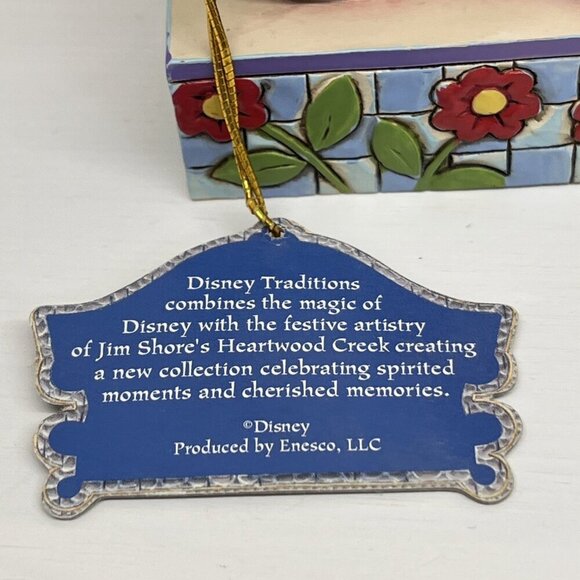 Disney Traditions
combines the magic of
Disney with the festive artistry
of Jim Shore's Heartwood Creek creating
a new collection celebrating spirited
moments and cherished memories.
©Disney
Produced by Enesco, LLC